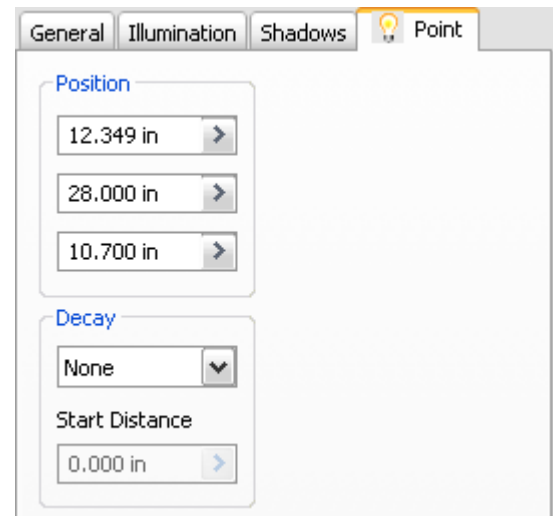 General Illumination Shadows Point
Position
12.349 in
28.000 in
10.700 in
Decay
None
Start Distance
0.000 in